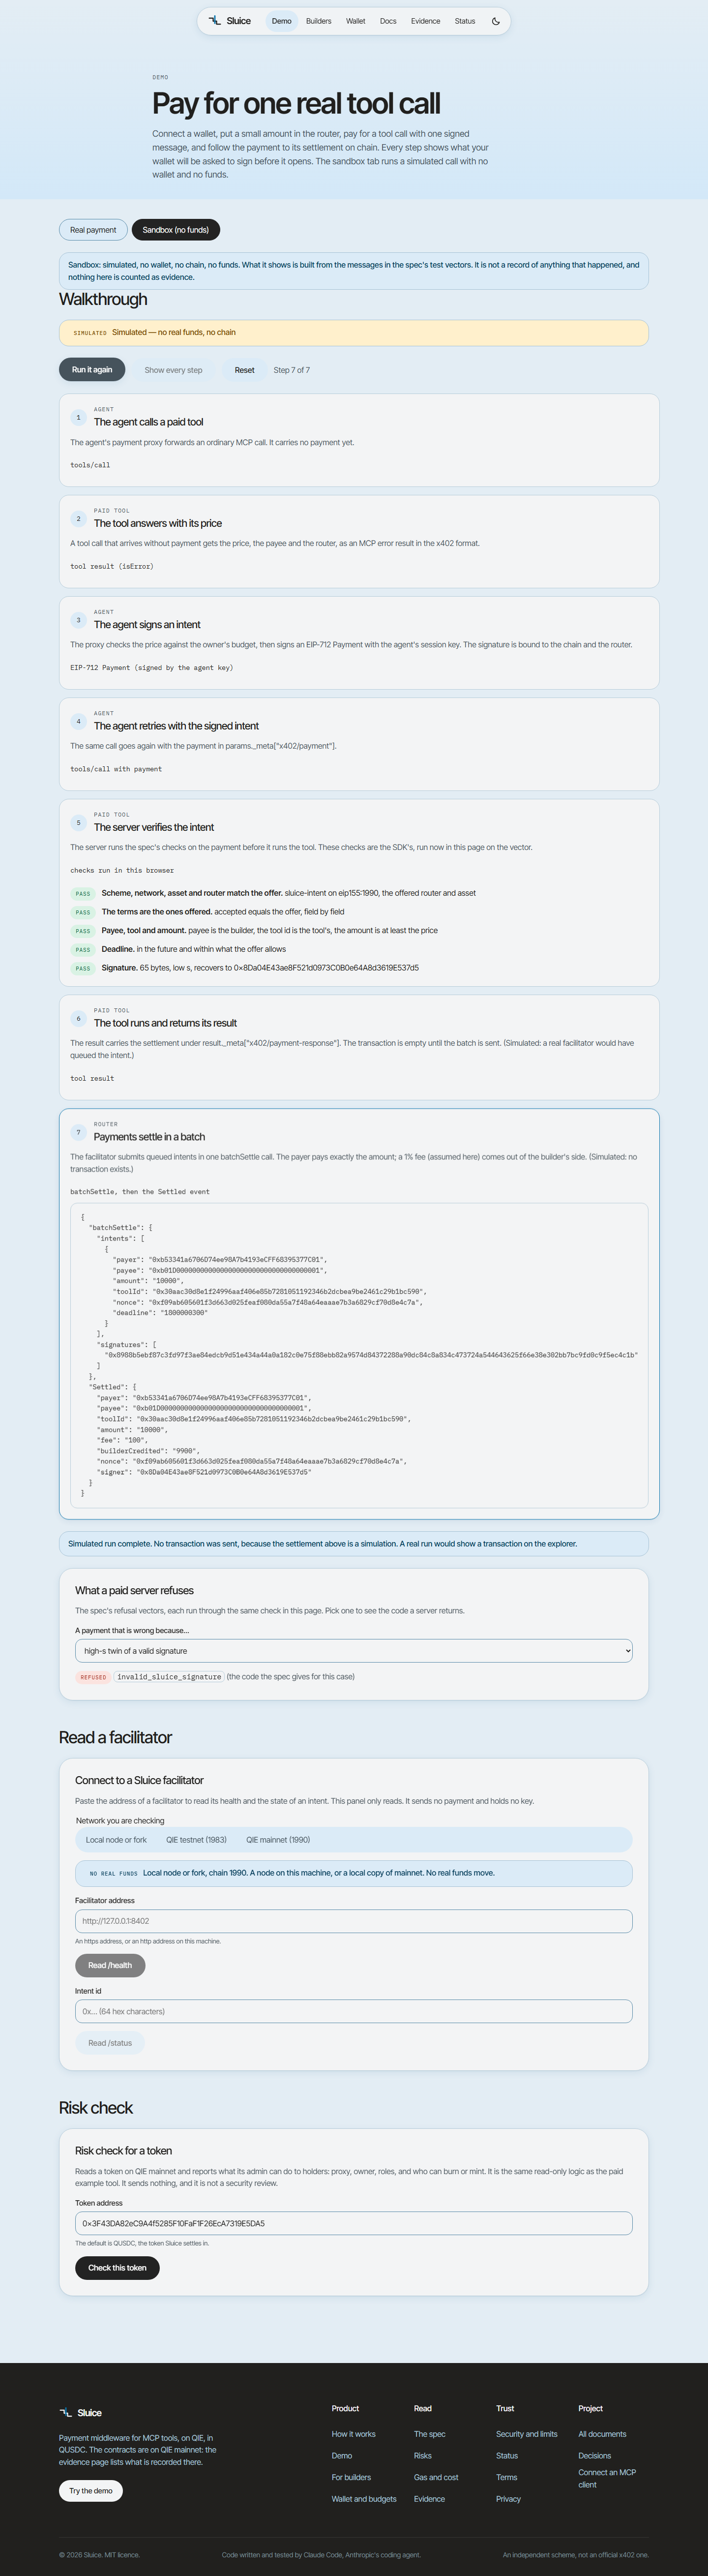 Sluice
Demo
Builders
Wallet
Docs
Evidence
Status
DEMO
Pay for one real tool call
Connect a wallet, put a small amount in the router, pay for a tool call with one signed
message, and follow the payment to its settlement on chain. Every step shows what your
wallet will be asked to sign before it opens. The sandbox tab runs a simulated call with no
wallet and no funds.
Real payment
Sandbox (no funds)
Sandbox: simulated, no wallet, no chain, no funds. What it shows is built from the messages in the spec's test vectors. It is not a record of anything that happened, and
nothing here is counted as evidence.
Walkthrough
SIMULATED Simulated — no real funds, no chain
Run it again
Show every step
Reset
Step 7 of 7
1
AGENT
The agent calls a paid tool
The agent's payment proxy forwards an ordinary MCP call. It carries no payment yet.
tools/call
2
PAID TOOL
The tool answers with its price
A tool call that arrives without payment gets the price, the payee and the router, as an MCP error result in the x402 format.
tool result (isError)
3
AGENT
The agent signs an intent
The proxy checks the price against the owner's budget, then signs an EIP-712 Payment with the agent's session key. The signature is bound to the chain and the router.
EIP-712 Payment (signed by the agent key)
4
AGENT
The agent retries with the signed intent
The same call goes again with the payment in params._meta["x402/payment"].
tools/call with payment
5
PAID TOOL
The server verifies the intent
The server runs the spec's checks on the payment before it runs the tool. These checks are the SDK's, run now in this page on the vector.
checks run in this browser
PASS Scheme, network, asset and router match the offer. sluice-intent on eip155:1990, the offered router and asset
PASS The terms are the ones offered. accepted equals the offer, field by field
PASS Payee, tool and amount. payee is the builder, the tool id is the tool's, the amount is at least the price
PASS Deadline. in the future and within what the offer allows
PASS Signature. 65 bytes, low s, recovers to 0x8Da04E43ae8F521d0973C0B0e64A8d3619E537d5
6
PAID TOOL
The tool runs and returns its result
The result carries the settlement under result._meta["x402/payment-response"]. The transaction is empty until the batch is sent. (Simulated: a real facilitator would have
queued the intent.)
tool result
7
ROUTER
Payments settle in a batch
The facilitator submits queued intents in one batchSettle call. The payer pays exactly the amount; a 1% fee (assumed here) comes out of the builder's side. (Simulated: no
transaction exists.)
batchSettle, then the Settled event
{
"batchSettle": {
"intents": [
{
"payer": "0xb53341a6706D74ee98A7b4193eCFF68395377C01",
"payee":
"amount": "10000",
"toolId": "0x30aac30d8e1f24996aaf406e85b7281051192346b2dcbea9be2461c29b1bc590",
"nonce":
"deadline": "1800000300"
}
],
"signatures": [
]
},
"Settled": {
"payer": "0xb53341a6706D74ee98A7b4193eCFF68395377C01",
"payee":
"toolId": "0x30aac30d8e1f24996aaf406e85b7281051192346b2dcbea9be2461c29b1bc590",
"amount": "10000",
"fee": "100",
"builderCredited": "9900",
"nonce":
"signer": "0x8Da04E43ae8F521d0973C0B0e64A8d3619E537d5"
}
}
Simulated run complete. No transaction was sent, because the settlement above is a simulation. A real run would show a transaction on the explorer.
What a paid server refuses
The spec's refusal vectors, each run through the same check in this page. Pick one to see the code a server returns.
A payment that is wrong because...
high-s twin of a valid signature
REFUSED invalid_sluice_signature (the code the spec gives for this case)
Read a facilitator
Connect to a Sluice facilitator
Paste the address of a facilitator to read its health and the state of an intent. This panel only reads. It sends no payment and holds no key.
Network you are checking
Local node or fork
QIE testnet (1983)
QIE mainnet (1990)
NO REAL FUNDS Local node or fork, chain 1990. A node on this machine, or a local copy of mainnet. No real funds move.
Facilitator address
http://127.0.0.1:8402
An https address, or an http address on this machine.
Read /health
Intent id
0x... (64 hex characters)
Read /status
Risk check
Risk check for a token
Reads a token on QIE mainnet and reports what its admin can do to holders: proxy, owner, roles, and who can burn or mint. It is the same read-only logic as the paid
example tool. It sends nothing, and it is not a security review.
Token address
0x3F43DA82eC9A4f5285F10FaF1F26EcA7319E5DA5
The default is QUSDC, the token Sluice settles in.
Check this token
Sluice
Payment middleware for MCP tools, on QIE, in
QUSDC. The contracts are on QIE mainnet: the
evidence page lists what is recorded there.
Try the demo
Product
How it works
Demo
For builders
Wallet and budgets
Read
The spec
Risks
Gas and cost
Evidence
Trust
Security and limits
Status
Terms
Privacy
Project
All documents
Decisions
Connect an MCP
client
© 2026 Sluice. MIT licence.
Code written and tested by Claude Code, Anthropic's coding agent.
An independent scheme, not an official x402 one.